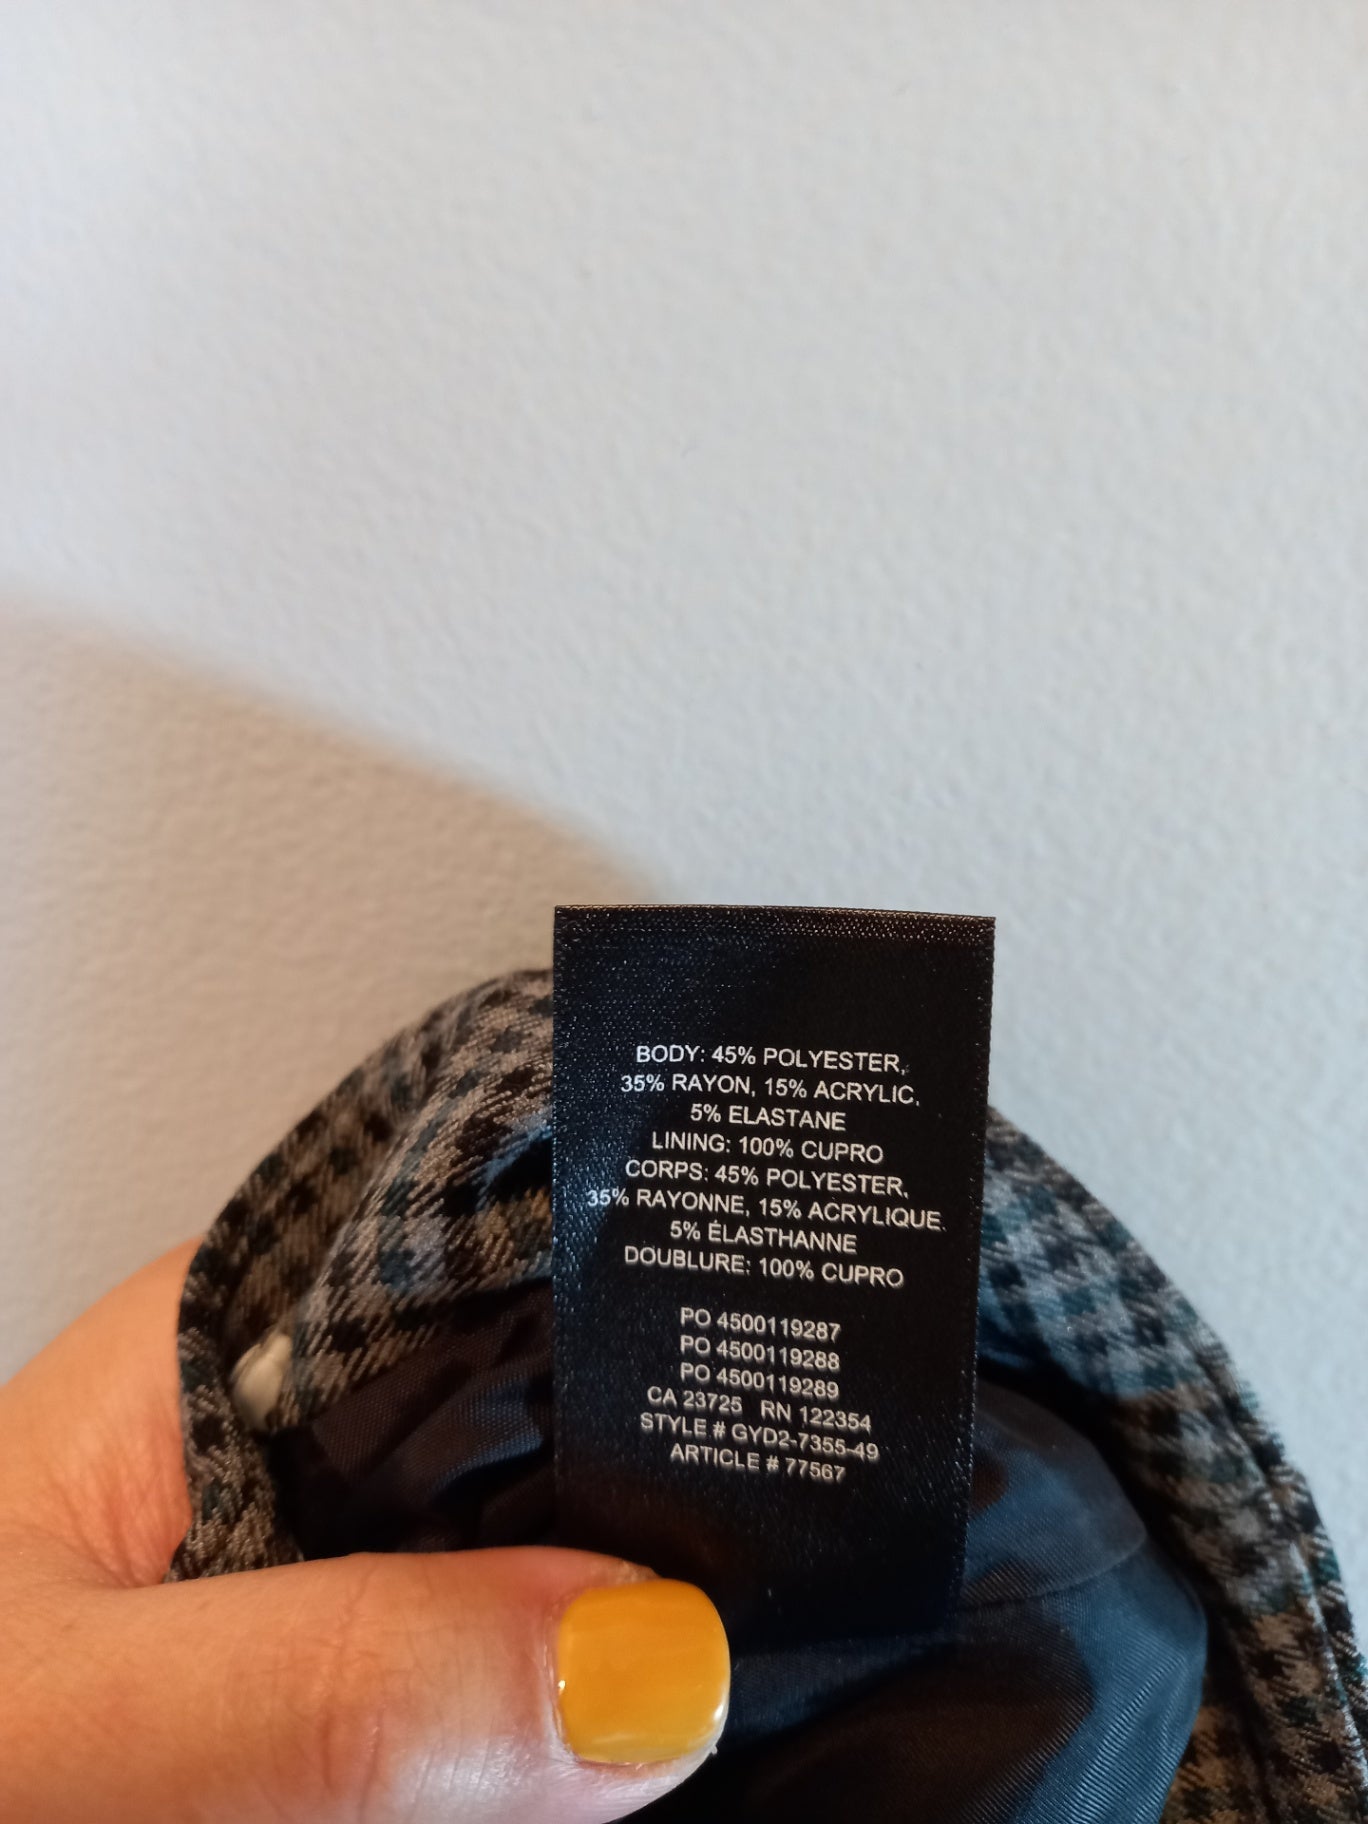 BODY: 45% POLYESTER,
35% RAYON, 15% ACRYLIC,
5% ELASTANE
LINING: 100% CUPRO
CORPS: 45% POLYESTER,
35% RAYONNE, 15% ACRYLIQUE.
5% ÉLASTHANNE
DOUBLURE: 100% CUPRO
PO 4500119287
PO 4500119288
PO 4500119289
CA 23725 RN 122354
STYLE # GYD2-7355-49
ARTICLE # 77567